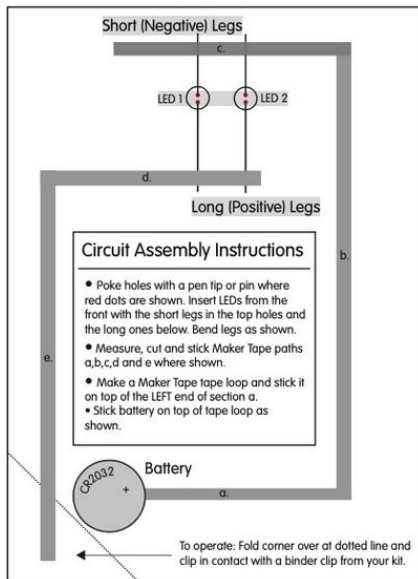 Short (Negative) Legs
c.
LED 1
LED 2
d.
Long (Positive) Legs
b.
Circuit Assembly Instructions
• Poke holes with a pen tip or pin where
red dots are shown. Insert LEDs from the
front with the short legs in the top holes and
the long ones below. Bend legs as shown.
• Measure, cut and stick Maker Tape paths
a,b,c,d and e where shown.
• Make a Maker Tape tape loop and stick it
on top of the LEFT end of section a.
• Stick battery on top of tape loop as
shown.
e.
Battery
CR2032
+
a.
To operate: Fold corner over at dotted line and
clip in contact with a binder clip from your kit.